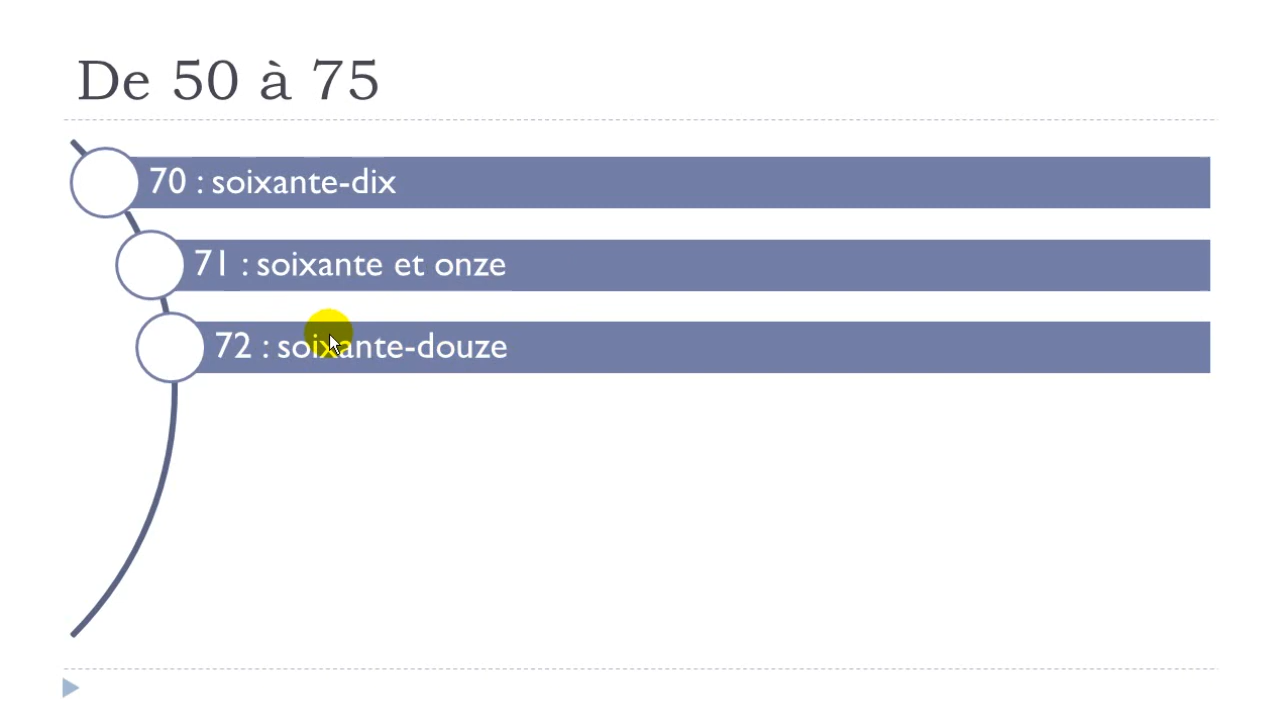 De 50 à 75
70 : soixante-dix
71 : soixante et onze
72 : soixante-douze